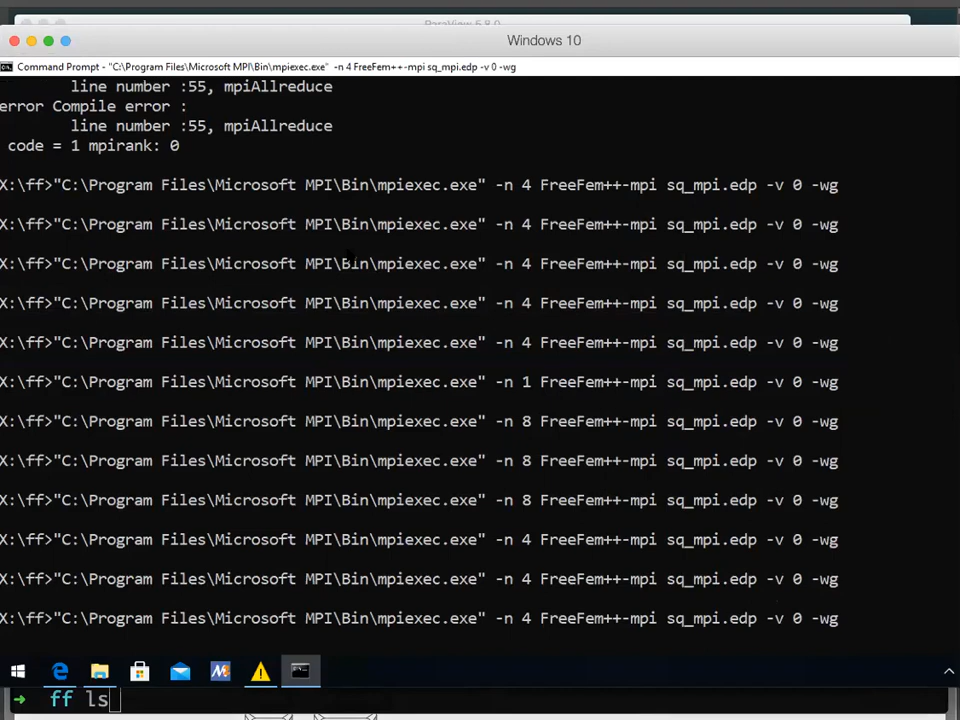 ParaView 5.8.0
Windows 10
Command Prompt - "C:\Program Files\Microsoft MPI\Bin\mpiexec.exe" -n 4 FreeFem++-mpi sq_mpi.edp -v 0 -wg
line number :55, mpiAllreduce
error Compile error :
line number :55, mpiAllreduce
code = 1 mpirank: 0
X:\ff>"C:\Program Files\Microsoft MPI\Bin\mpiexec.exe" -n 4 FreeFem++-mpi sq_mpi.edp -v 0 -wg
X:\ff>"C:\Program Files\Microsoft MPI\Bin\mpiexec.exe" -n 4 FreeFem++-mpi sq_mpi.edp -v 0 -wg
X:\ff>"C:\Program Files\Microsoft MPI\Bin\mpiexec.exe" -n 4 FreeFem++-mpi sq_mpi.edp -v 0 -wg
X:\ff>"C:\Program Files\Microsoft MPI\Bin\mpiexec.exe" -n 4 FreeFem++-mpi sq_mpi.edp -v 0 -wg
X:\ff>"C:\Program Files\Microsoft MPI\Bin\mpiexec.exe" -n 4 FreeFem++-mpi sq_mpi.edp -v 0 -wg
X:\ff>"C:\Program Files\Microsoft MPI\Bin\mpiexec.exe" -n 1 FreeFem++-mpi sq_mpi.edp -v 0 -wg
X:\ff>"C:\Program Files\Microsoft MPI\Bin\mpiexec.exe" -n 8 FreeFem++-mpi sq_mpi.edp -v 0 -wg
X:\ff>"C:\Program Files\Microsoft MPI\Bin\mpiexec.exe" -n 8 FreeFem++-mpi sq_mpi.edp -v 0 -wg
X:\ff>"C:\Program Files\Microsoft MPI\Bin\mpiexec.exe" -n 8 FreeFem++-mpi sq_mpi.edp -v 0 -wg
X:\ff>"C:\Program Files\Microsoft MPI\Bin\mpiexec.exe" -n 4 FreeFem++-mpi sq_mpi.edp -v 0 -wg
X:\ff>"C:\Program Files\Microsoft MPI\Bin\mpiexec.exe" -n 4 FreeFem++-mpi sq_mpi.edp -v 0 -wg
X:\ff>"C:\Program Files\Microsoft MPI\Bin\mpiexec.exe" -n 4 FreeFem++-mpi sq_mpi.edp -v 0 -wg
➜ ff ls